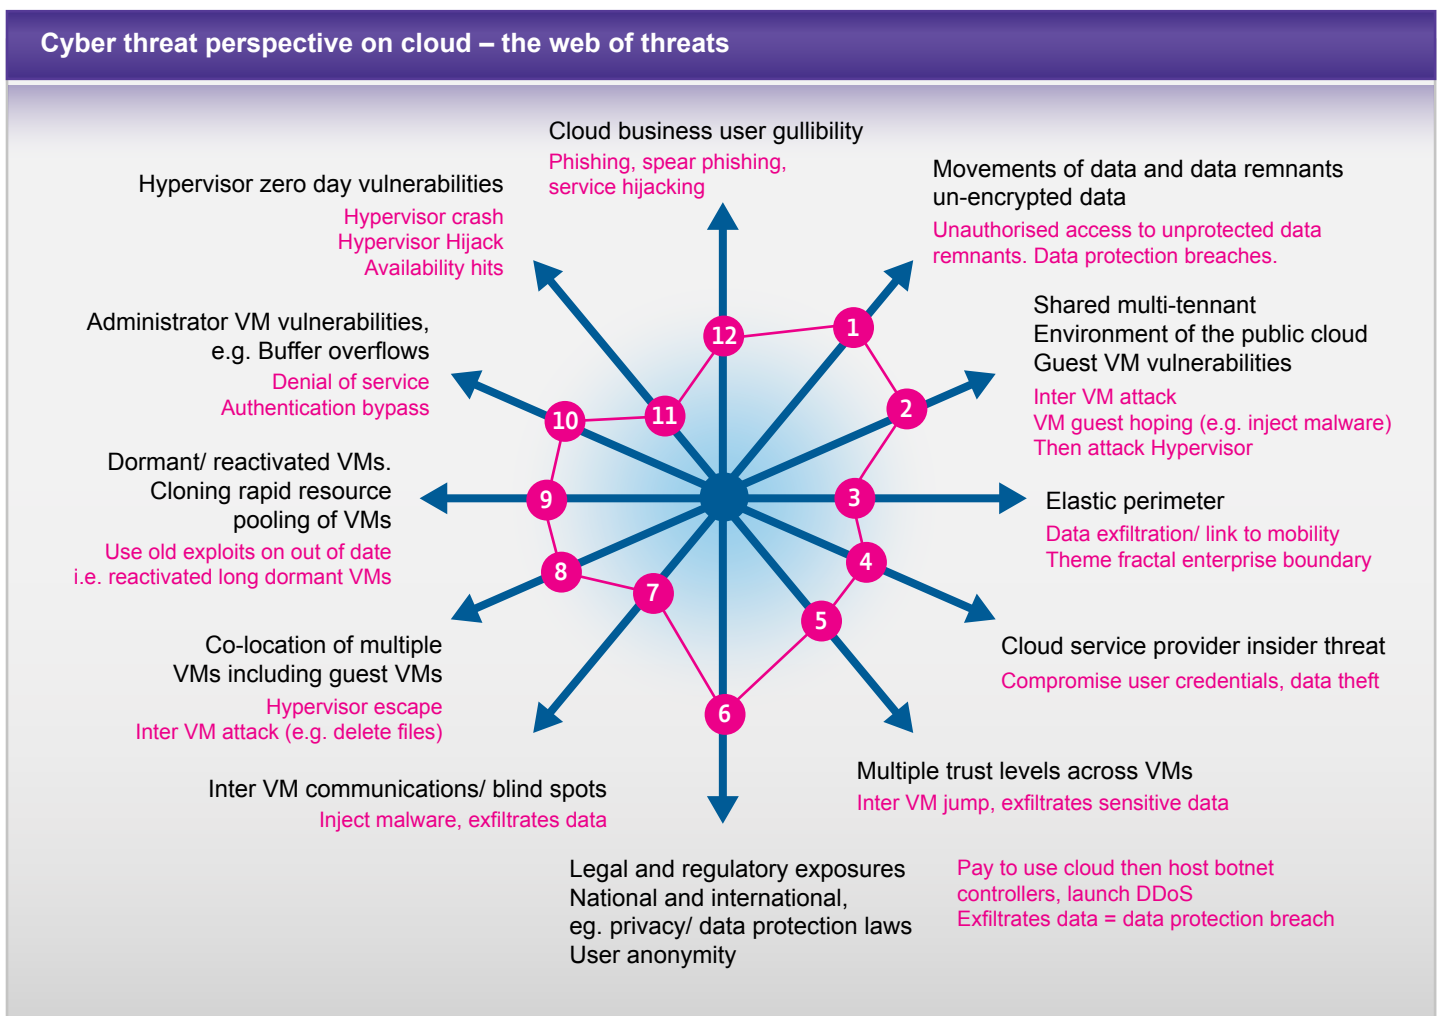 Cyber threat perspective on cloud – the web of threats
Cloud business user gullibility
Phishing, spear phishing,
service hijacking
Movements of data and data remnants
un-encrypted data
Unauthorised access to unprotected data
remnants. Data protection breaches.
Shared multi-tennant
Environment of the public cloud
Guest VM vulnerabilities
Inter VM attack
VM guest hoping (e.g. inject malware)
Then attack Hypervisor
Elastic perimeter
Data exfiltration/ link to mobility
Theme fractal enterprise boundary
Cloud service provider insider threat
Compromise user credentials, data theft
Multiple trust levels across VMs
Inter VM jump, exfiltrates sensitive data
Legal and regulatory exposures
National and international,
eg. privacy/ data protection laws
User anonymity
Pay to use cloud then host botnet
controllers, launch DDoS
Exfiltrates data = data protection breach
Inter VM communications/ blind spots
Inject malware, exfiltrates data
Co-location of multiple
VMs including guest VMs
Hypervisor escape
Inter VM attack (e.g. delete files)
Dormant/ reactivated VMs.
Cloning rapid resource
pooling of VMs
Use old exploits on out of date
i.e. reactivated long dormant VMs
Administrator VM vulnerabilities,
e.g. Buffer overflows
Denial of service
Authentication bypass
Hypervisor zero day vulnerabilities
Hypervisor crash
Hypervisor Hijack
Availability hits
1
2
3
4
5
6
7
8
9
10
11
12